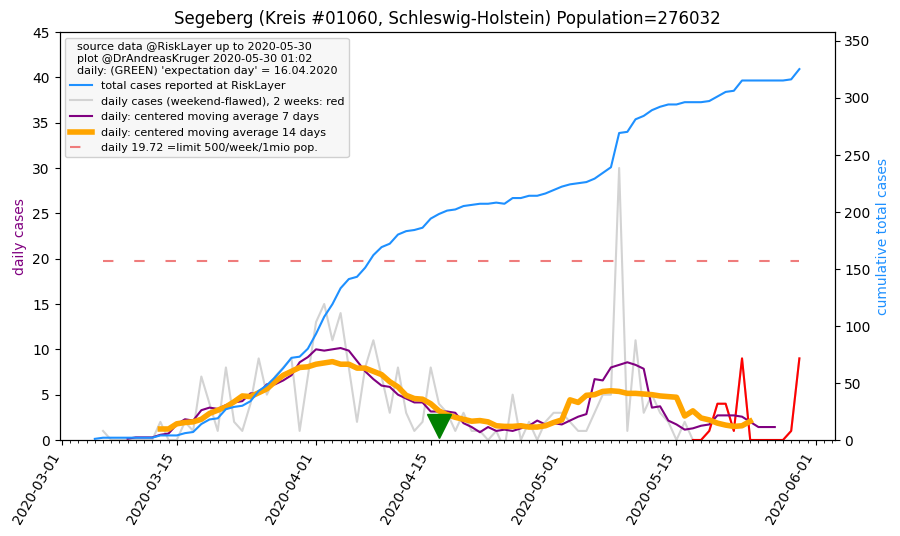 Segeberg (Kreis #01060, Schleswig-Holstein) Population=276032
source data @RiskLayer up to 2020-05-30
plot @DrAndreasKruger 2020-05-30 01:02
daily: (GREEN) 'expectation day' = 16.04.2020
total cases reported at RiskLayer
daily cases (weekend-flawed), 2 weeks: red
daily: centered moving average 7 days
daily: centered moving average 14 days
daily 19.72 =limit 500/week/1mio pop.
daily cases
45
40
35
30
25
20
15
10
5
0
cumulative total cases
350
300
250
200
150
100
50
0
2020-03-01
2020-03-15
2020-04-01
2020-04-15
2020-05-01
2020-05-15
2020-06-01